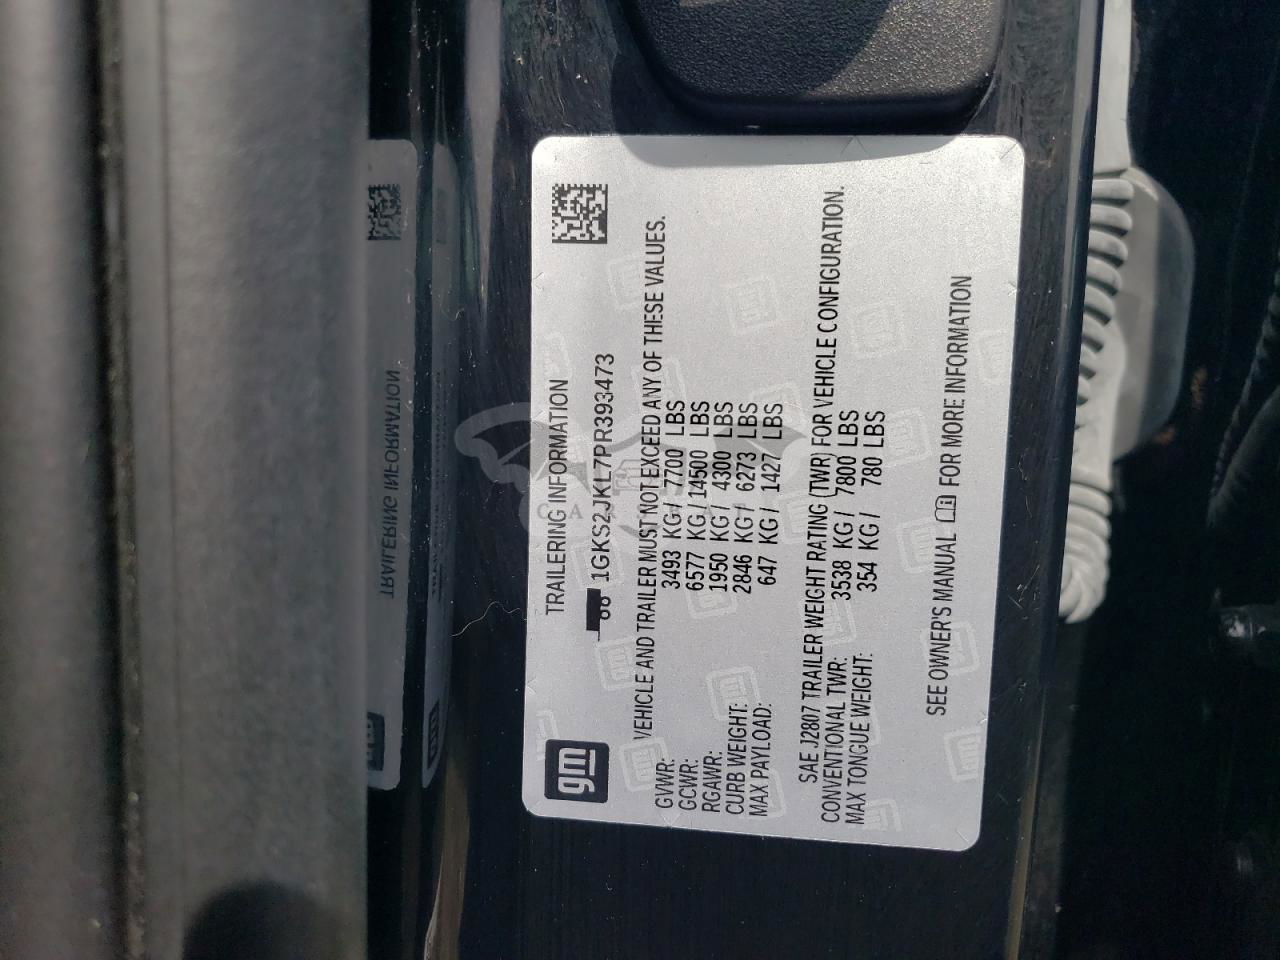 gm
TRAILERING INFORMATION
1GKS2JKL7PR393473
VEHICLE AND TRAILER MUST NOT EXCEED ANY OF THESE VALUES.
GVWR: 3493 KG / 7700 LBS
GCWR: 6577 KG / 14500 LBS
RGAWR: 1950 KG / 4300 LBS
CURB WEIGHT: 2846 KG / 6273 LBS
MAX PAYLOAD: 647 KG / 1427 LBS
SAE J2807 TRAILER WEIGHT RATING (TWR) FOR VEHICLE CONFIGURATION.
CONVENTIONAL TWR: 3538 KG / 7800 LBS
MAX TONGUE WEIGHT: 354 KG / 780 LBS
SEE OWNER'S MANUAL FOR MORE INFORMATION
TRAILERING INFORMATION